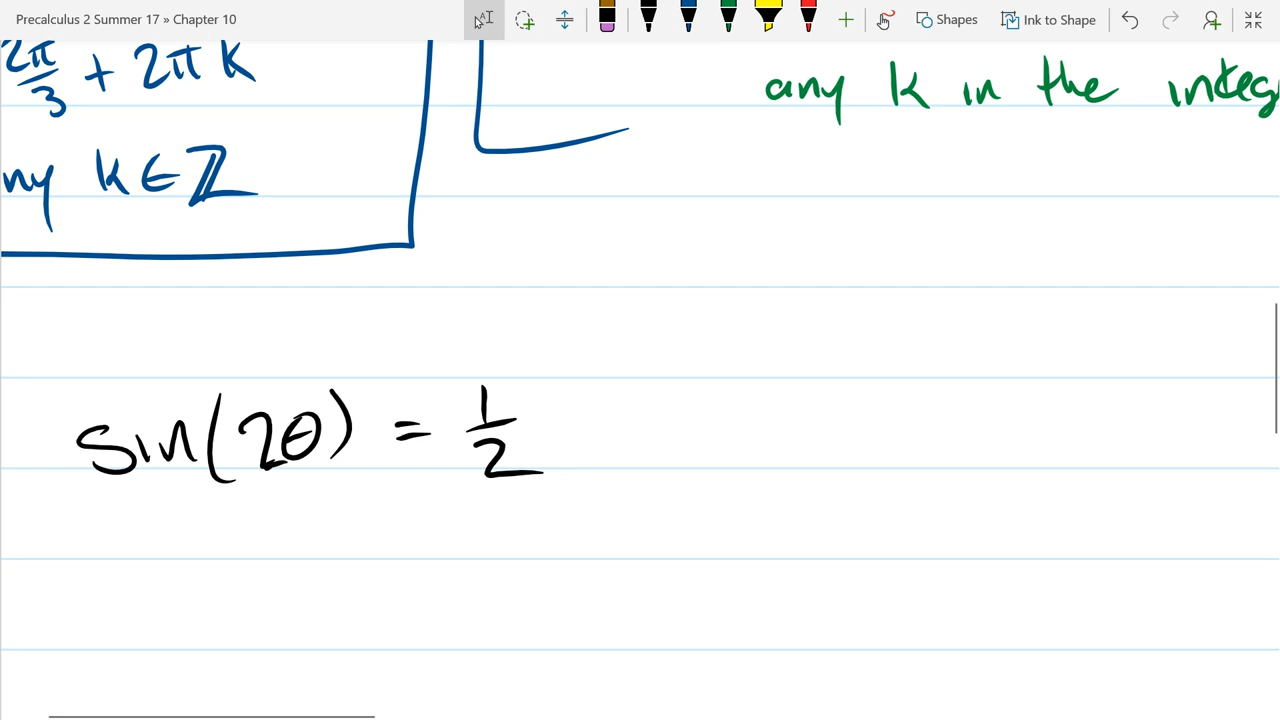 Precalculus 2 Summer 17 » Chapter 10
Shapes
Ink to Shape
2π/3 + 2πk
any k in the integ
ny k ∈ ℤ
sin(2θ) = 1/2